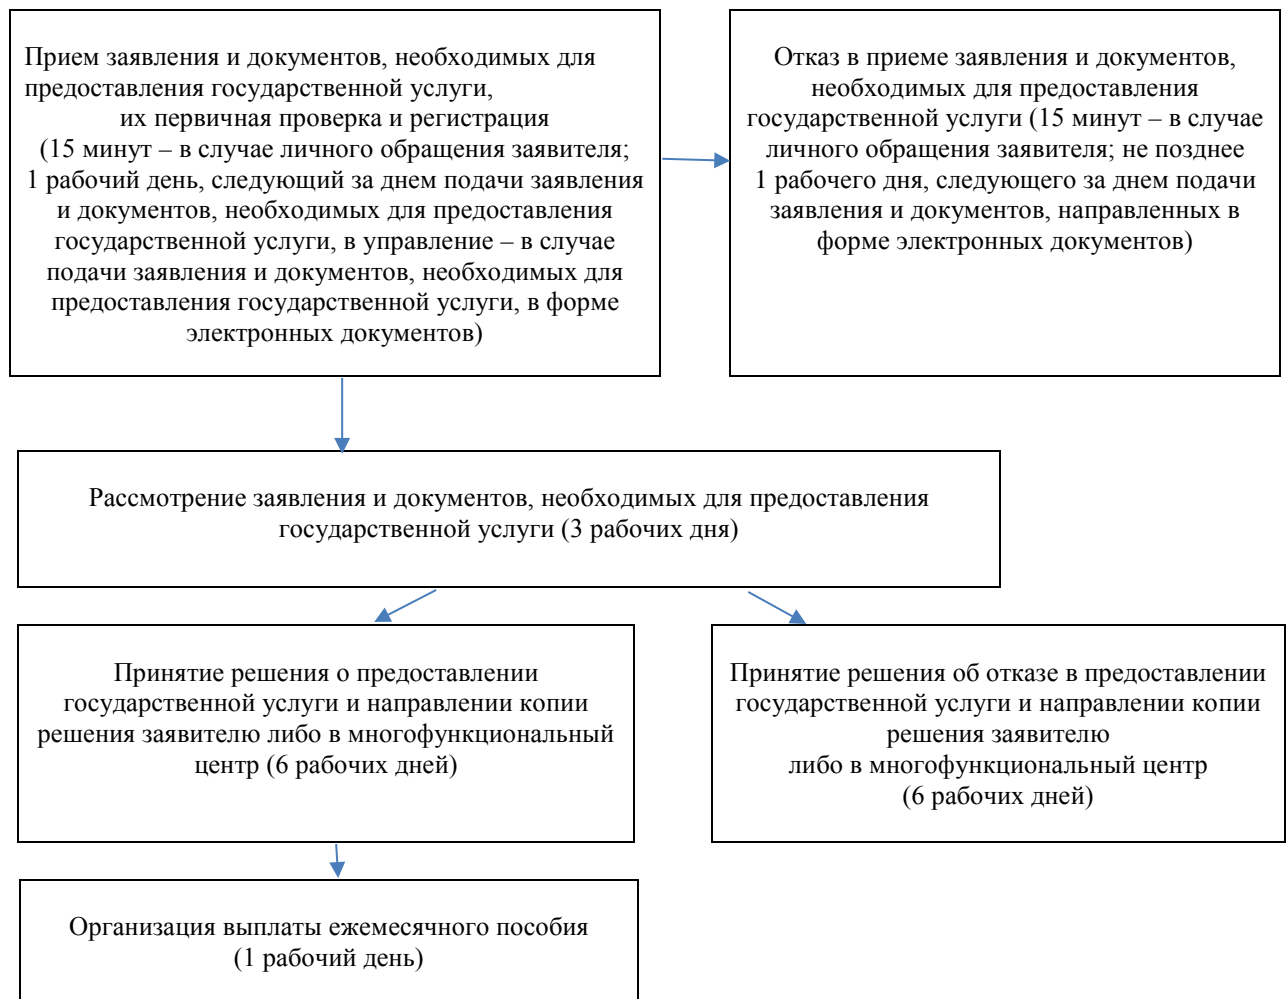 Прием заявления и документов, необходимых для
предоставления государственной услуги,
их первичная проверка и регистрация
(15 минут – в случае личного обращения заявителя;
1 рабочий день, следующий за днем подачи заявления
и документов, необходимых для предоставления
государственной услуги, в управление – в случае
подачи заявления и документов, необходимых для
предоставления государственной услуги, в форме
электронных документов)
Отказ в приеме заявления и документов,
необходимых для предоставления
государственной услуги (15 минут – в случае
личного обращения заявителя; не позднее
1 рабочего дня, следующего за днем подачи
заявления и документов, направленных в
форме электронных документов)
Рассмотрение заявления и документов, необходимых для предоставления
государственной услуги (3 рабочих дня)
Принятие решения о предоставлении
государственной услуги и направлении копии
решения заявителю либо в многофункциональный
центр (6 рабочих дней)
Принятие решения об отказе в предоставлении
государственной услуги и направлении копии
решения заявителю
либо в многофункциональный центр
(6 рабочих дней)
Организация выплаты ежемесячного пособия
(1 рабочий день)